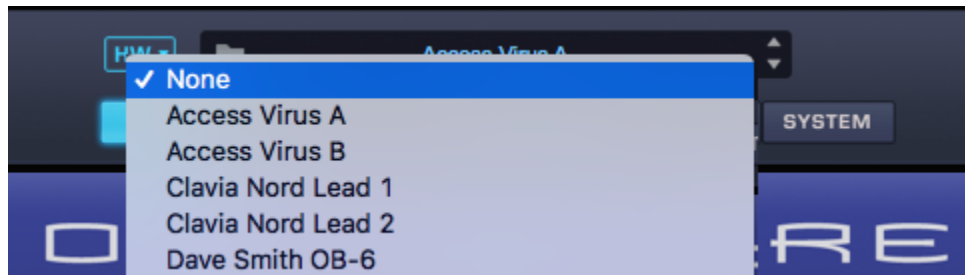 HW
Access Virus A
✓ None
Access Virus A
Access Virus B
SYSTEM
Clavia Nord Lead 1
Clavia Nord Lead 2
Dave Smith OB-6
O RE